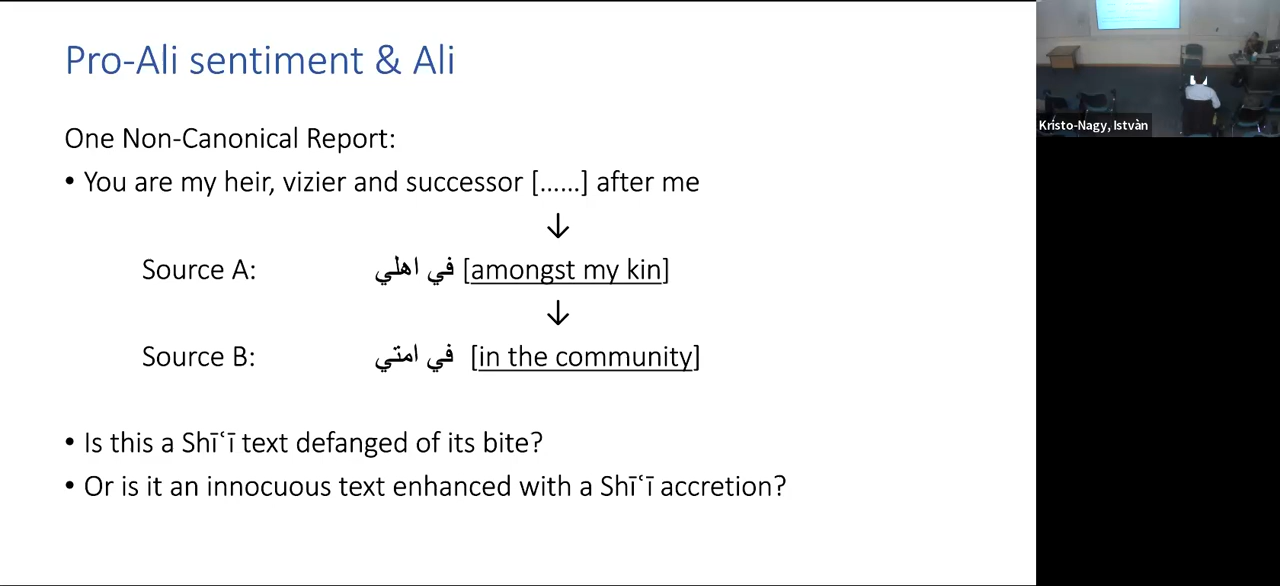 Pro-Ali sentiment & Ali
One Non-Canonical Report:
• You are my heir, vizier and successor [......] after me
↓
Source A: في اهلي [amongst my kin]
↓
Source B: في امتي [in the community]
• Is this a Shīʿī text defanged of its bite?
• Or is it an innocuous text enhanced with a Shīʿī accretion?
Kristo-Nagy, Istvàn